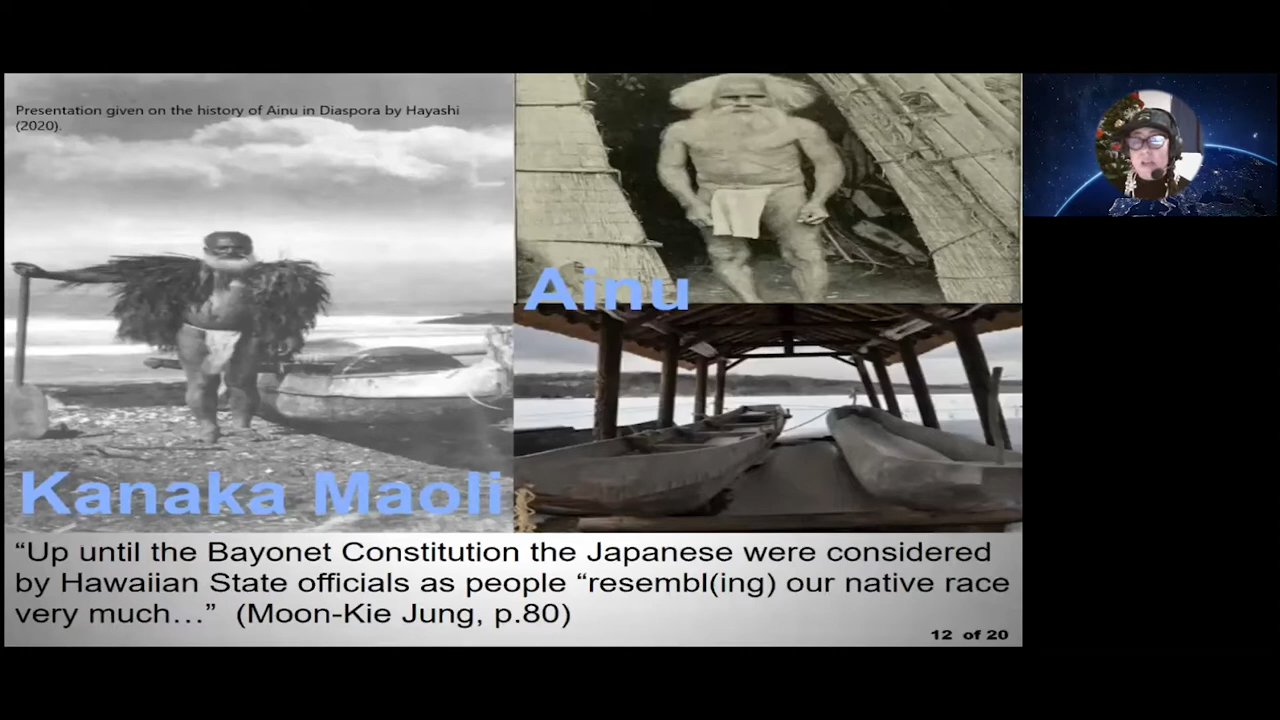 Presentation given on the history of Ainu in Diaspora by Hayashi
(2020).
Ainu
Kanaka Maoli
“Up until the Bayonet Constitution the Japanese were considered
by Hawaiian State officials as people “resembl(ing) our native race
very much…”  (Moon-Kie Jung, p.80)
12 of 20